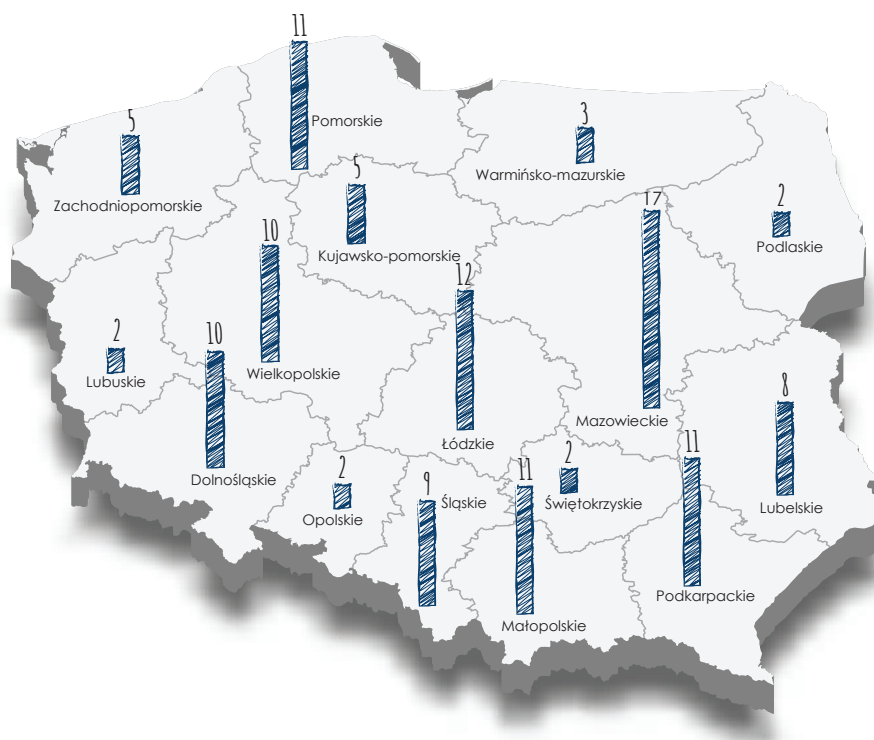 11
Pomorskie
5
Zachodniopomorskie
3
Warmińsko-mazurskie
5
Kujawsko-pomorskie
17
Mazowieckie
2
Podlaskie
10
Wielkopolskie
12
Łódzkie
2
Lubuskie
10
Dolnośląskie
8
Lubelskie
2
Opolskie
9
Śląskie
11
Małopolskie
2
Świętokrzyskie
11
Podkarpackie